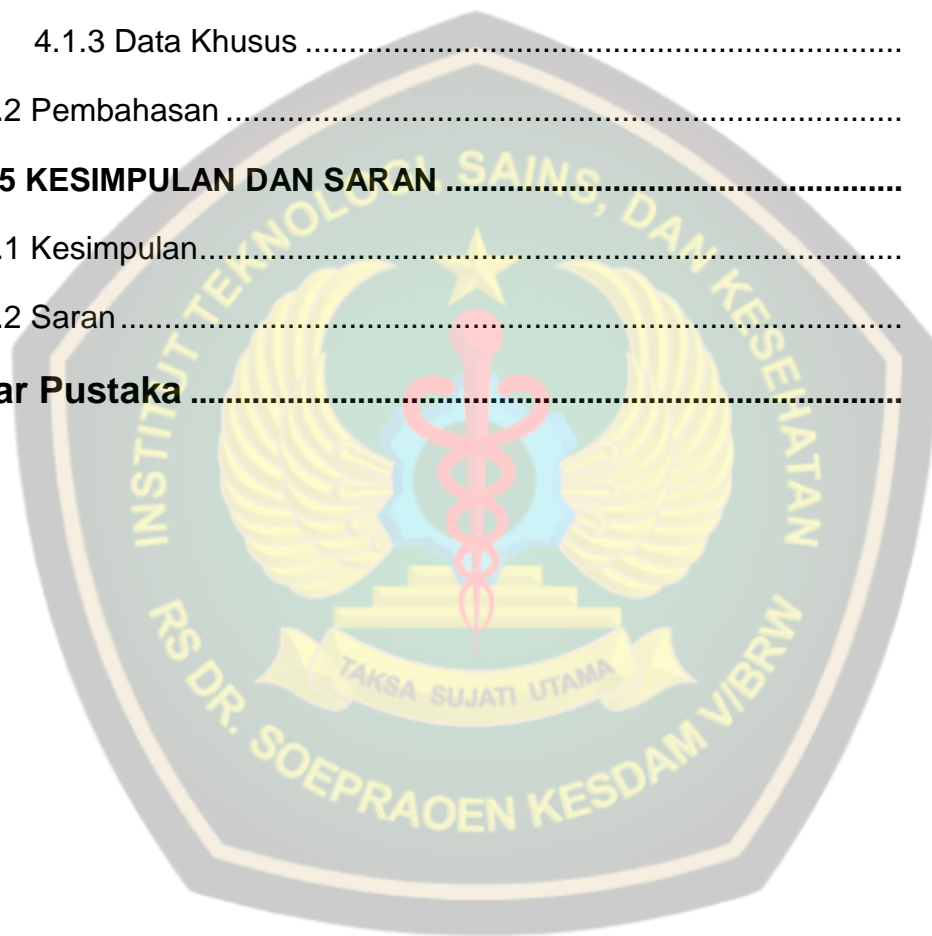 4.1.3 Data Khusus ........................................................................
.2 Pembahasan ..................................................................................
5 KESIMPULAN DAN SARAN .......................................................
.1 Kesimpulan.....................................................................................
.2 Saran ..............................................................................................
ar Pustaka ......................................................................................
INSTITUT TEKNOLOGI, SAINS, DAN KESEHATAN
TAKSA SUJATI UTAMA
RS DR. SOEPRAOEN KESDAM V/BRW